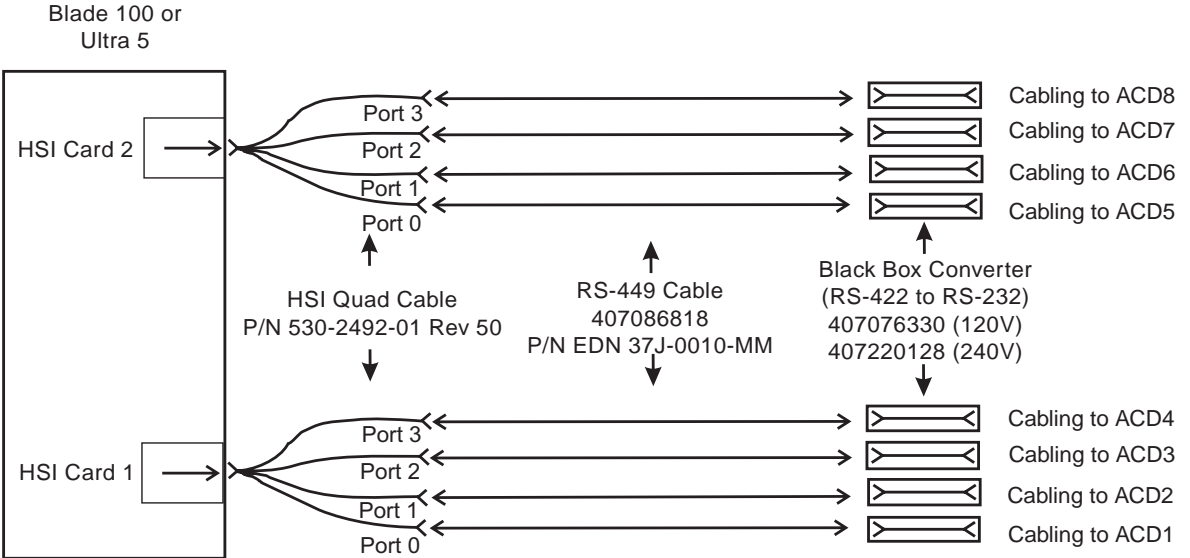 Blade 100 or
Ultra 5
HSI Card 2
Port 3
Port 2
Port 1
Port 0
Cabling to ACD8
Cabling to ACD7
Cabling to ACD6
Cabling to ACD5
HSI Quad Cable
P/N 530-2492-01 Rev 50
RS-449 Cable
407086818
P/N EDN 37J-0010-MM
Black Box Converter
(RS-422 to RS-232)
407076330 (120V)
407220128 (240V)
HSI Card 1
Port 3
Port 2
Port 1
Port 0
Cabling to ACD4
Cabling to ACD3
Cabling to ACD2
Cabling to ACD1